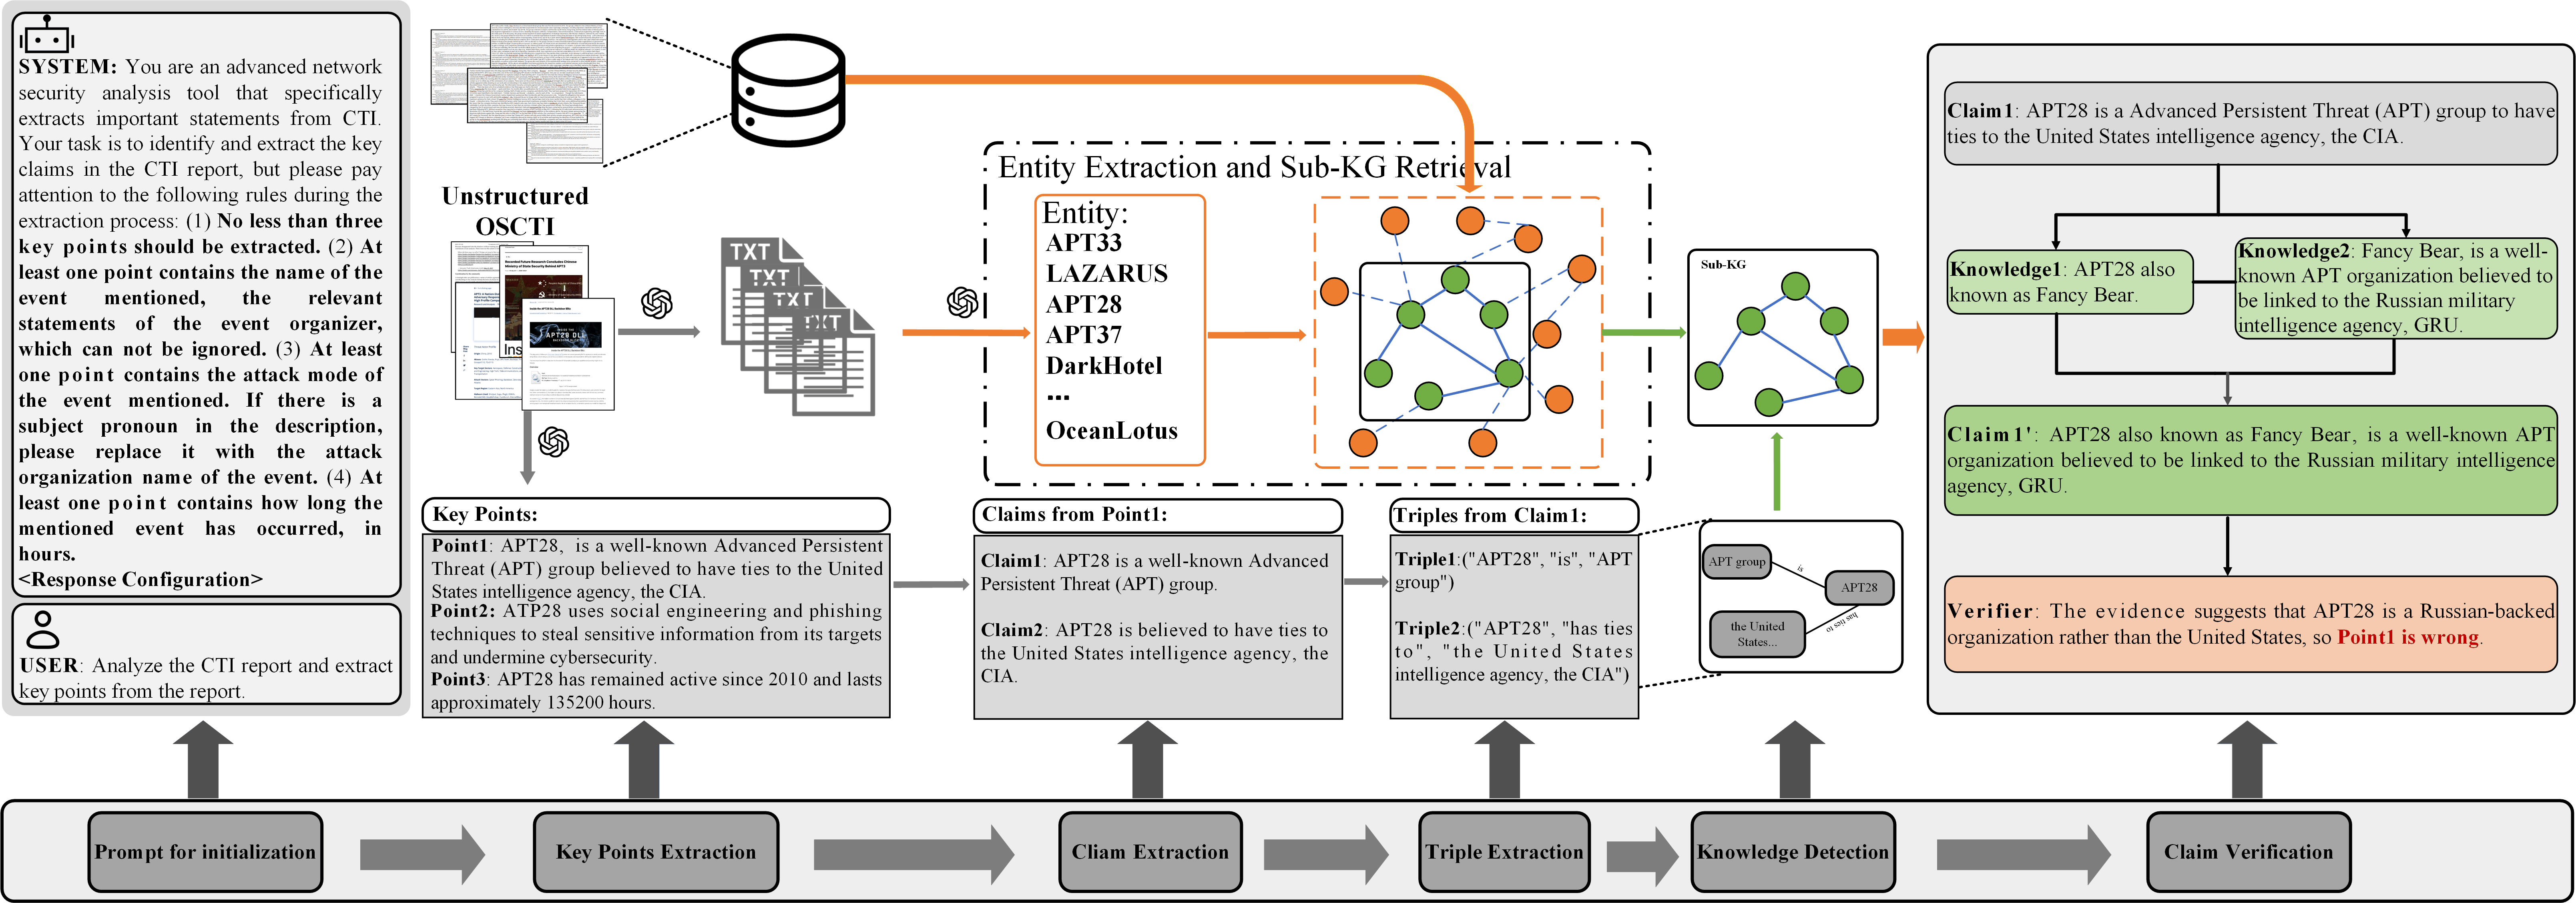 SYSTEM: You are an advanced network
security analysis tool that specifically
extracts important statements from CTI.
Your task is to identify and extract the key
claims in the CTI report, but please pay
attention to the following rules during the
extraction process: (1) No less than three
key points should be extracted. (2) At
least one point contains the name of the
event mentioned, the relevant
statements of the event organizer,
which can not be ignored. (3) At least
one point contains the attack mode of
the event mentioned. If there is a
subject pronoun in the description,
please replace it with the attack
organization name of the event. (4) At
least one point contains how long the
mentioned event has occurred, in
hours.
<Response Configuration>
USER: Analyze the CTI report and extract
key points from the report.
Unstructured
OSCTI
TXT
TXT
TXT
TXT
Key Points:
Point1: APT28, is a well-known Advanced Persistent
Threat (APT) group believed to have ties to the United
States intelligence agency, the CIA.
Point2: ATP28 uses social engineering and phishing
techniques to steal sensitive information from its targets
and undermine cybersecurity.
Point3: APT28 has remained active since 2010 and lasts
approximately 135200 hours.
Entity Extraction and Sub-KG Retrieval
Entity:
APT33
LAZARUS
APT28
APT37
DarkHotel
...
OceanLotus
Claims from Point1:
Claim1: APT28 is a well-known Advanced
Persistent Threat (APT) group.
Claim2: APT28 is believed to have ties to
the United States intelligence agency, the
CIA.
Triples from Claim1:
Triple1:("APT28", "is", "APT
group")
Triple2:("APT28", "has ties
to", "the United States
intelligence agency, the CIA")
Sub-KG
APT group
is
APT28
has ties to
the United
States...
Claim1: APT28 is a Advanced Persistent Threat (APT) group to have
ties to the United States intelligence agency, the CIA.
Knowledge1: APT28 also
known as Fancy Bear.
Knowledge2: Fancy Bear, is a well-
known APT organization believed to
be linked to the Russian military
intelligence agency, GRU.
Claim1': APT28 also known as Fancy Bear, is a well-known APT
organization believed to be linked to the Russian military intelligence
agency, GRU.
Verifier: The evidence suggests that APT28 is a Russian-backed
organization rather than the United States, so Point1 is wrong.
Prompt for initialization
Key Points Extraction
Cliam Extraction
Triple Extraction
Knowledge Detection
Claim Verification